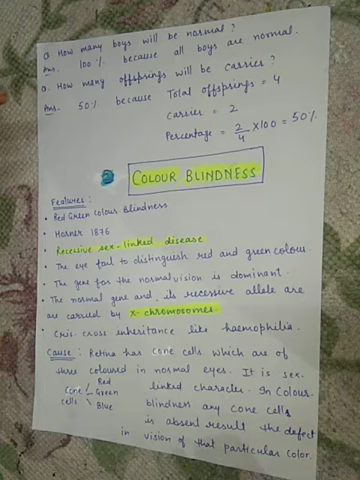 Q. How many boys will be normal?
Ans. 100% because all boys are normal.
Q. How many offsprings will be carrier?
Ans. 50% because Total offsprings = 4
Carrier = 2
Percentage = 2/4 × 100 = 50%
COLOUR BLINDNESS
Features:
• Red Green Colour Blindness
• Horner 1876
• Recessive sex-linked disease
• The eye fail to distinguish red and green colour.
• The gene for the normal vision is dominant.
• The normal gene and its recessive allele are
are carried by X-chromosomes.
• Criss cross inheritance like haemophilia.
Cause: Retina has cone cells which are of
three coloured in normal eyes. It is sex-
cone cells Red Green Blue
linked character. In Colour
blindness any cone cells
is absent result the defect
in vision of that particular color.